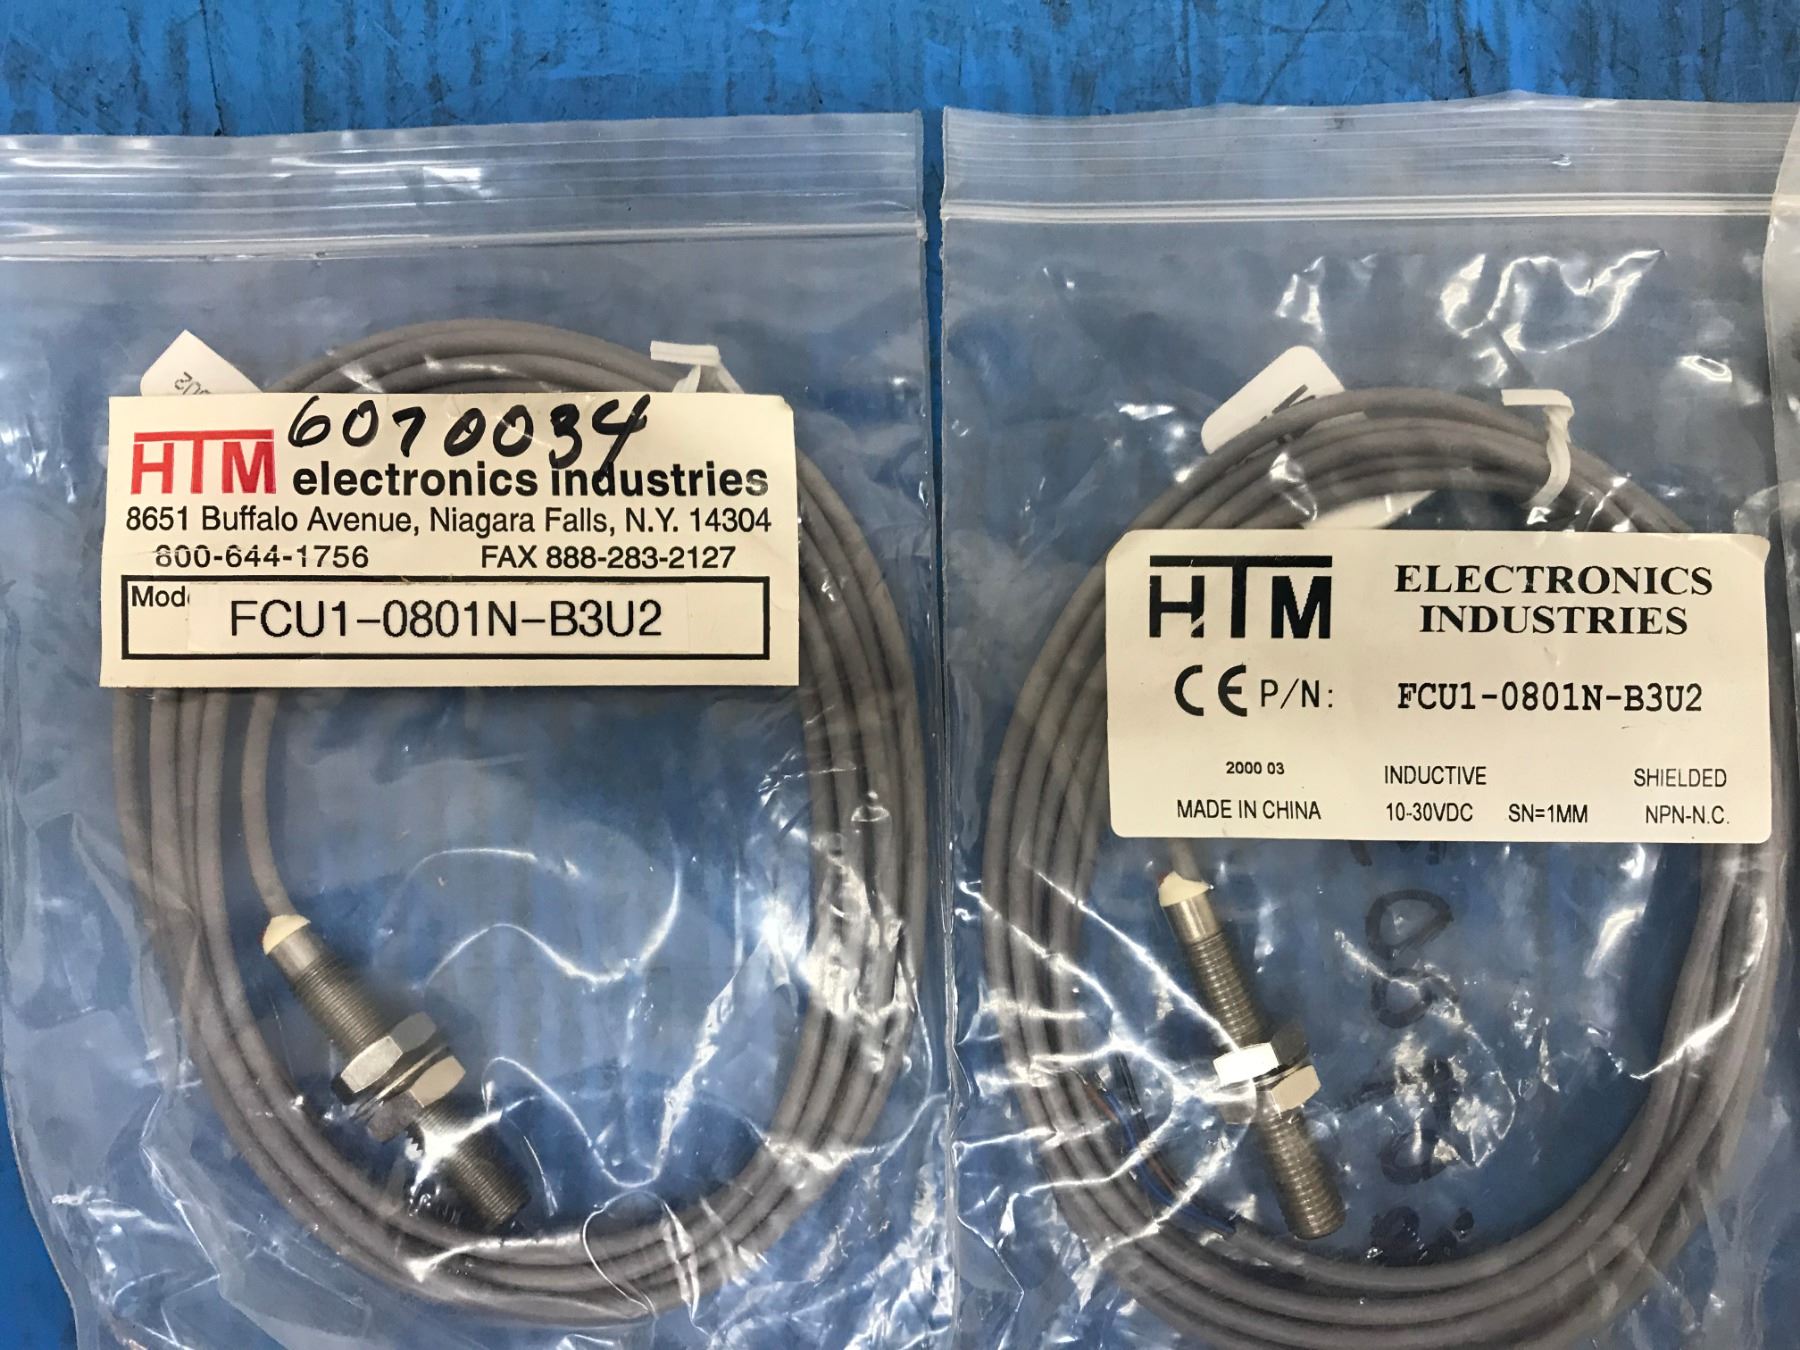 6070034
HTM
electronics industries
8651 Buffalo Avenue, Niagara Falls, N.Y. 14304
800-644-1756 FAX 888-283-2127
FCU1-0801N-B3U2
HTM ELECTRONICS
INDUSTRIES
CE P/N: FCU1-0801N-B3U2
2000 03 INDUCTIVE SHIELDED
MADE IN CHINA 10-30VDC SN=1MM NPN-N.C.